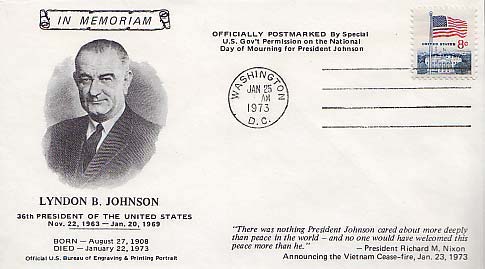 IN MEMORIAM
OFFICIALLY POSTMARKED By Special
U.S. Gov't Permission on the National
Day of Mourning for President Johnson
UNITED STATES 8c
WASHINGTON
JAN 25
AM
1973
D.C.
LYNDON B. JOHNSON
36th PRESIDENT OF THE UNITED STATES
Nov. 22, 1963 — Jan. 20, 1969
BORN — August 27, 1908
DIED — January 22, 1973
Official U.S. Bureau of Engraving & Printing Portrait
"There was nothing President Johnson cared about more deeply
than peace in the world — and no one would have welcomed this
peace more than he."
— President Richard M. Nixon
Announcing the Vietnam Cease-fire, Jan. 23, 1973